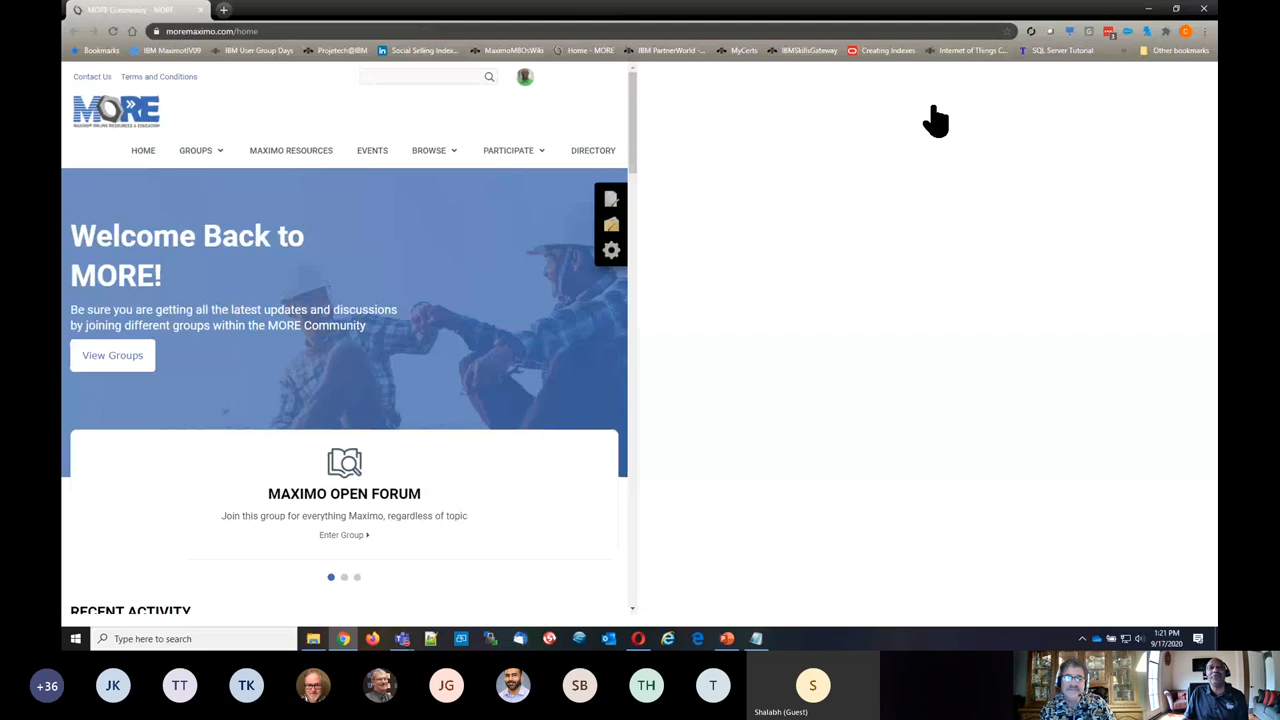 MORE Community - MORE
moremaximo.com/home
Bookmarks
IBM MaximoHV09
IBM User Group Days
Projetech@IBM
Social Selling Index...
MaximoMBOsWiki
Home - MORE
IBM PartnerWorld -...
MyCerts
IBMSkillsGateway
Creating Indexes
Internet of Things C...
SQL Server Tutorial
Other bookmarks
Contact Us
Terms and Conditions
MORE
MAXIMO ONLINE RESOURCES & EDUCATION
HOME
GROUPS
MAXIMO RESOURCES
EVENTS
BROWSE
PARTICIPATE
DIRECTORY
Welcome Back to
MORE!
Be sure you are getting all the latest updates and discussions
by joining different groups within the MORE Community
View Groups
MAXIMO OPEN FORUM
Join this group for everything Maximo, regardless of topic
Enter Group
RECENT ACTIVITY
Type here to search
1:21 PM
9/17/2020
+36
JK
TT
TK
JG
SB
TH
T
S
Shalabh (Guest)